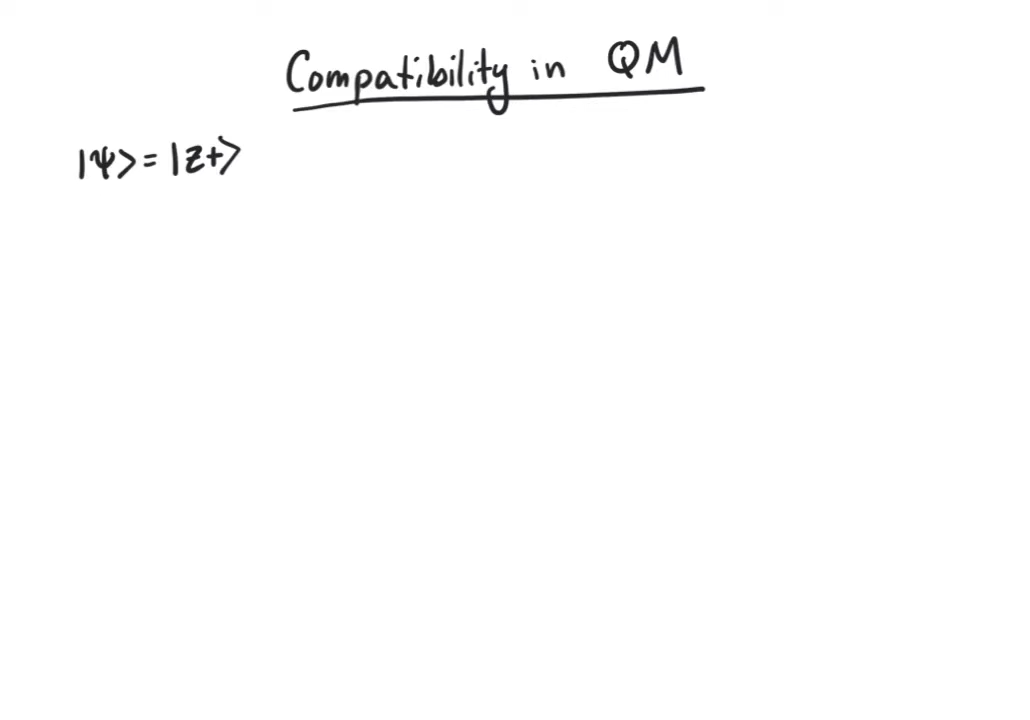 Compatibility in QM
|Ψ> = |Z+>